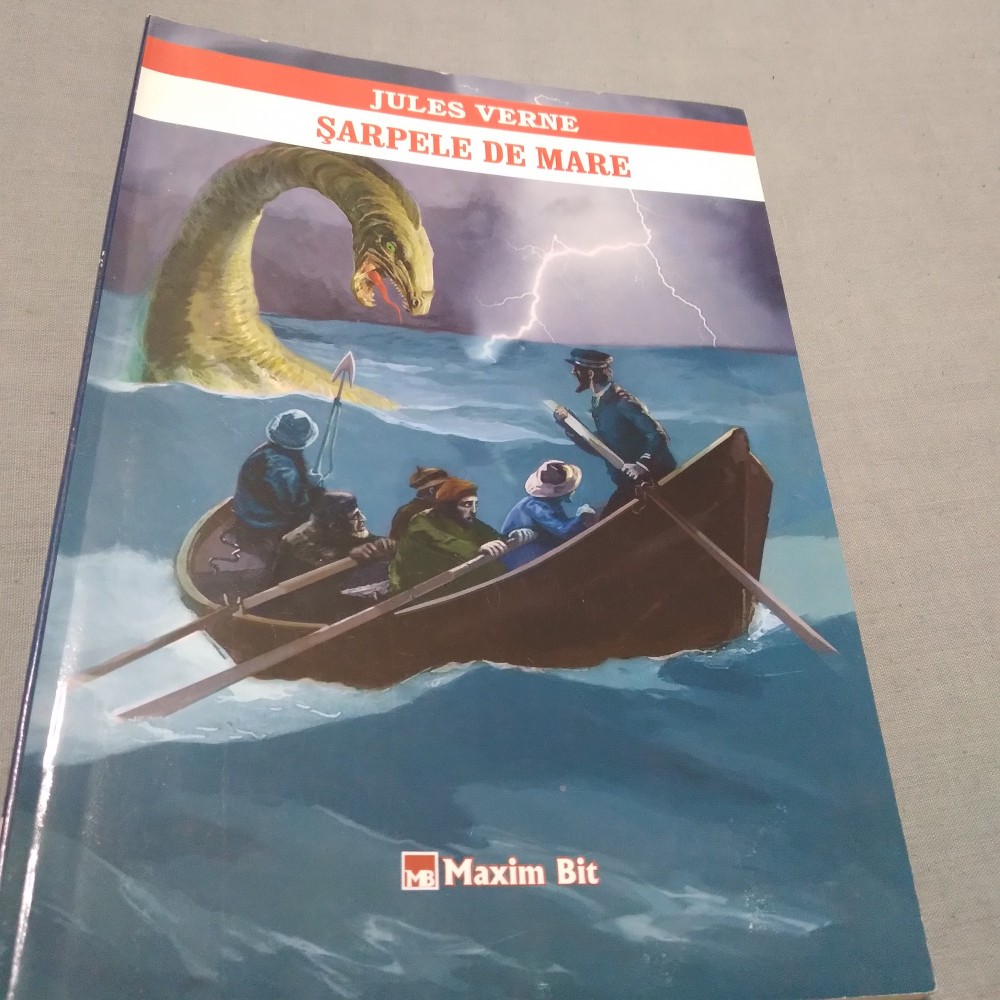 JULES VERNE
ŞARPELE DE MARE
MB Maxim Bit